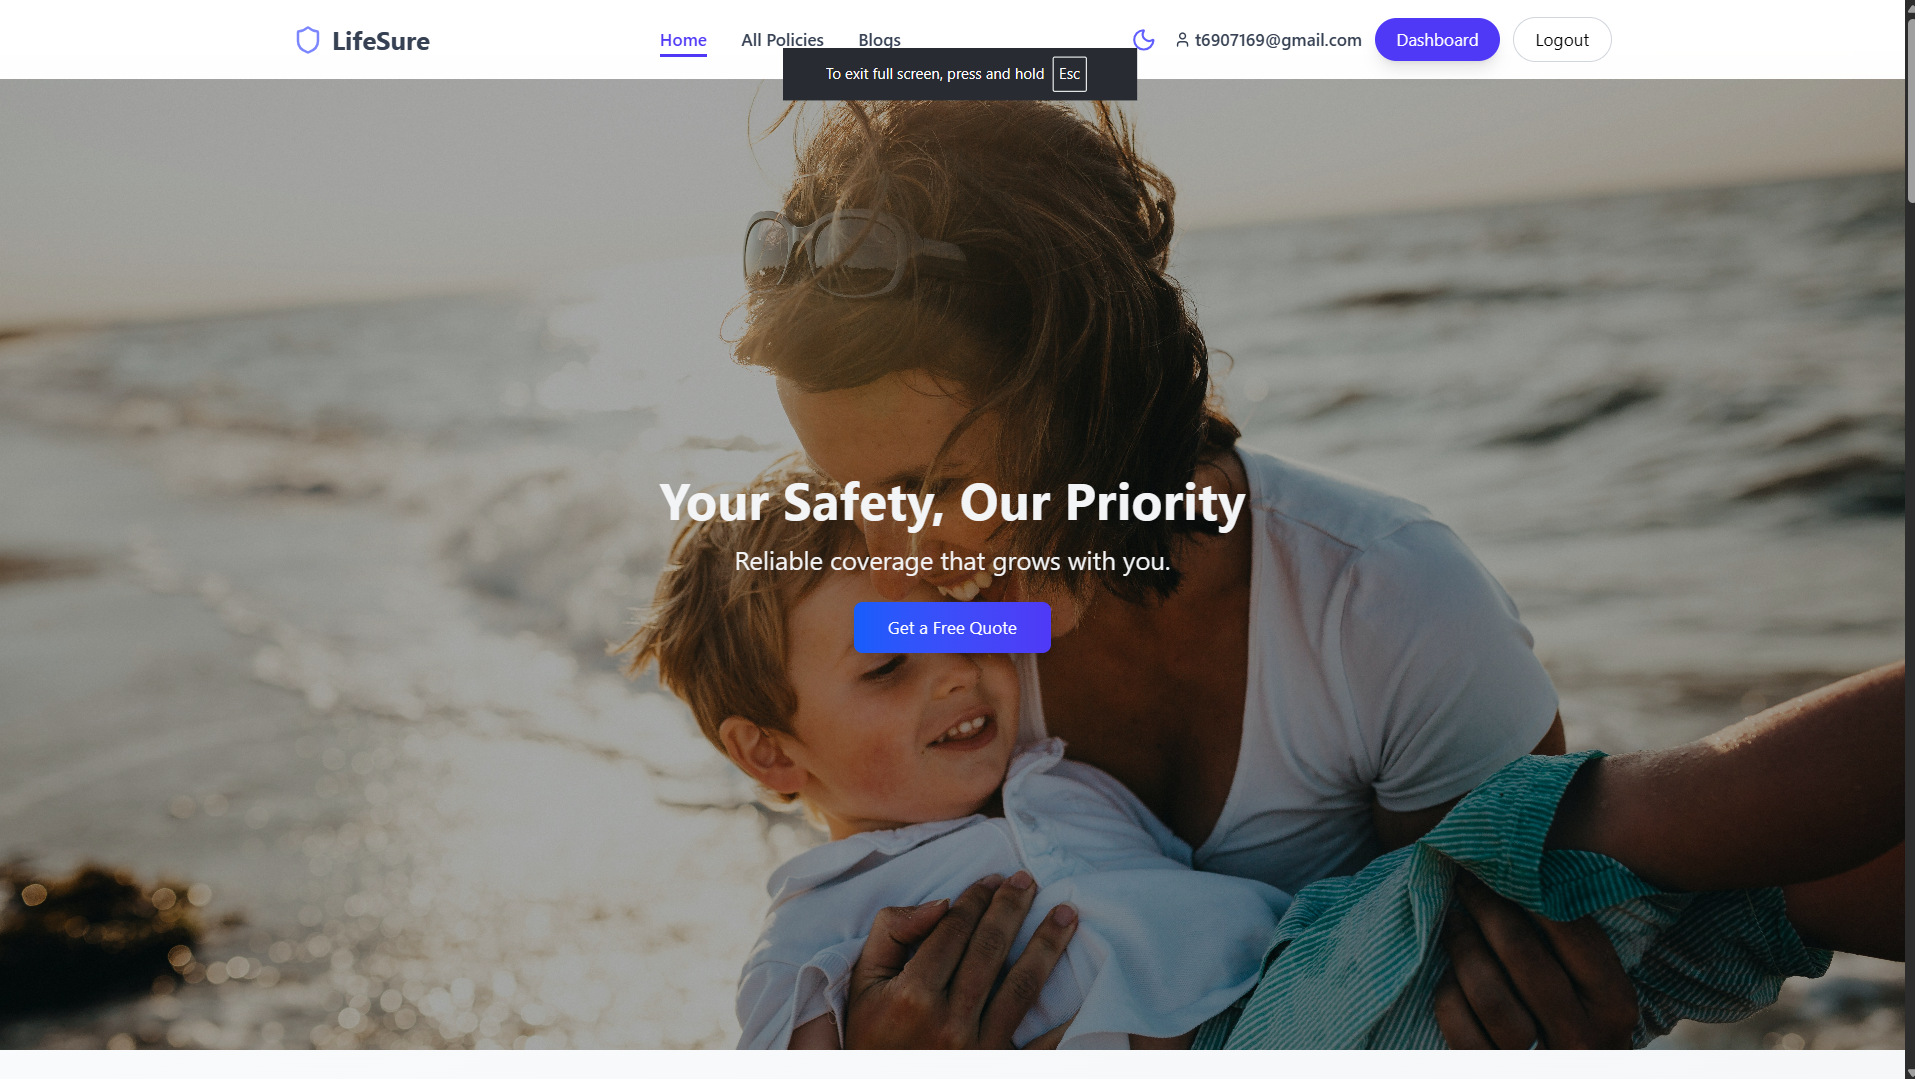 LifeSure
Home All Policies Blogs
t6907169@gmail.com Dashboard Logout
To exit full screen, press and hold Esc
Your Safety, Our Priority
Reliable coverage that grows with you.
Get a Free Quote